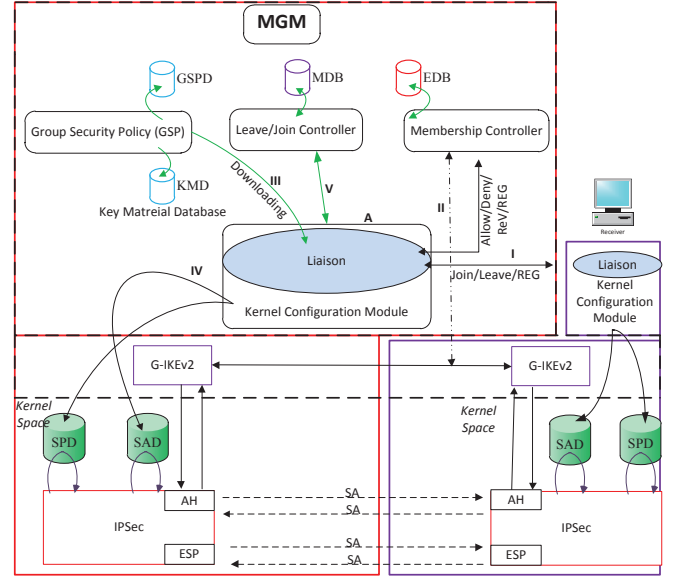 MGM
GSPD
MDB
EDB
Group Security Policy (GSP)
Leave/Join Controller
Membership Controller
KMD
Key Matreial Database
III
Downloading
V
A
II
Allow/Deny/
ReV/REG
I
Join/Leave/REG
Receiver
IV
Liaison
Kernel Configuration Module
Liaison
Kernel
Configuration
Module
G-IKEv2
G-IKEv2
Kernel
Space
Kernel
Space
SPD
SAD
SAD
SPD
AH
SA
SA
AH
IPSec
IPSec
ESP
SA
SA
ESP